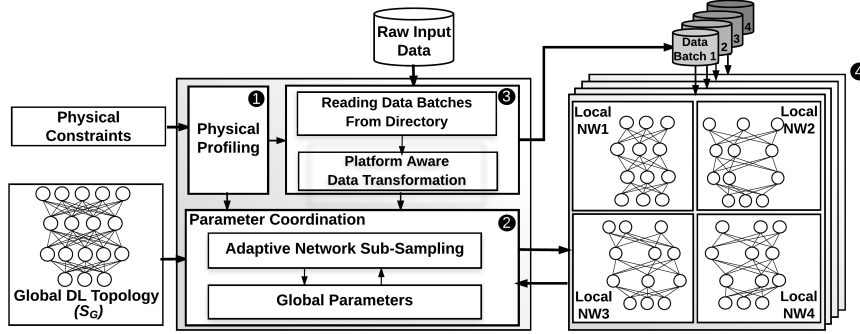 Raw Input
Data
4
3
2
Data
Batch 1
1
3
4
Physical
Constraints
Physical
Profiling
Reading Data Batches
From Directory
Platform Aware
Data Transformation
Local
NW1
Local
NW2
Parameter Coordination
2
Adaptive Network Sub-Sampling
Global Parameters
Global DL Topology
(SG)
Local
NW3
Local
NW4